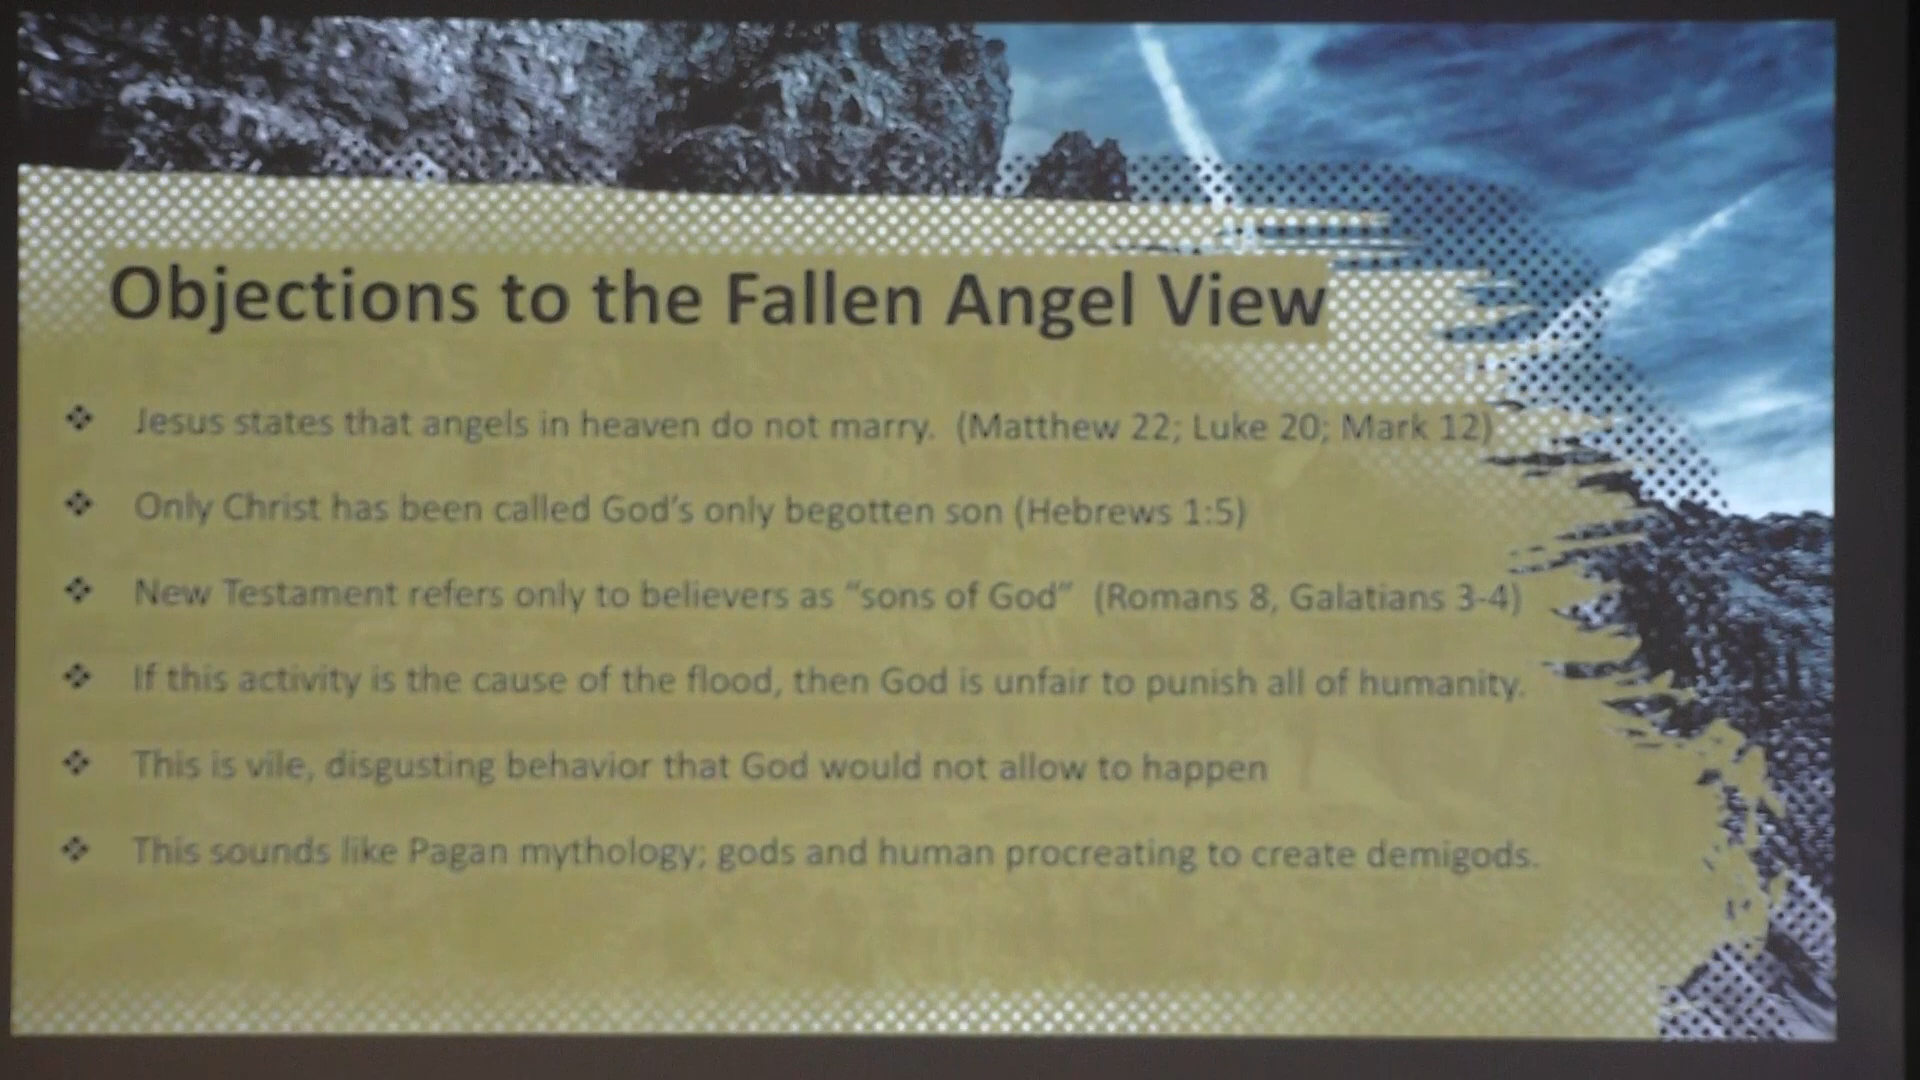 Objections to the Fallen Angel View
❖ Jesus states that angels in heaven do not marry. (Matthew 22; Luke 20; Mark 12)
❖ Only Christ has been called God's only begotten son (Hebrews 1:5)
❖ New Testament refers only to believers as "sons of God" (Romans 8, Galatians 3-4)
❖ If this activity is the cause of the flood, then God is unfair to punish all of humanity.
❖ This is vile, disgusting behavior that God would not allow to happen
❖ This sounds like Pagan mythology; gods and human procreating to create demigods.